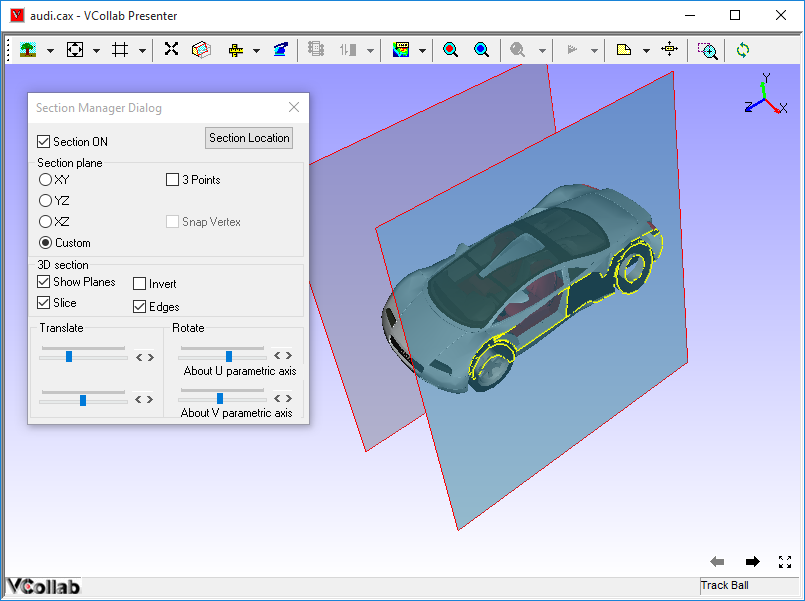 audi.cax - VCollab Presenter
Y
Z
X
Section Manager Dialog
Section ON
Section Location
Section plane
XY
3 Points
YZ
XZ
Snap Vertex
Custom
3D section
Show Planes
Invert
Slice
Edges
Translate
Rotate
About U parametric axis
About V parametric axis
VCollab
Track Ball